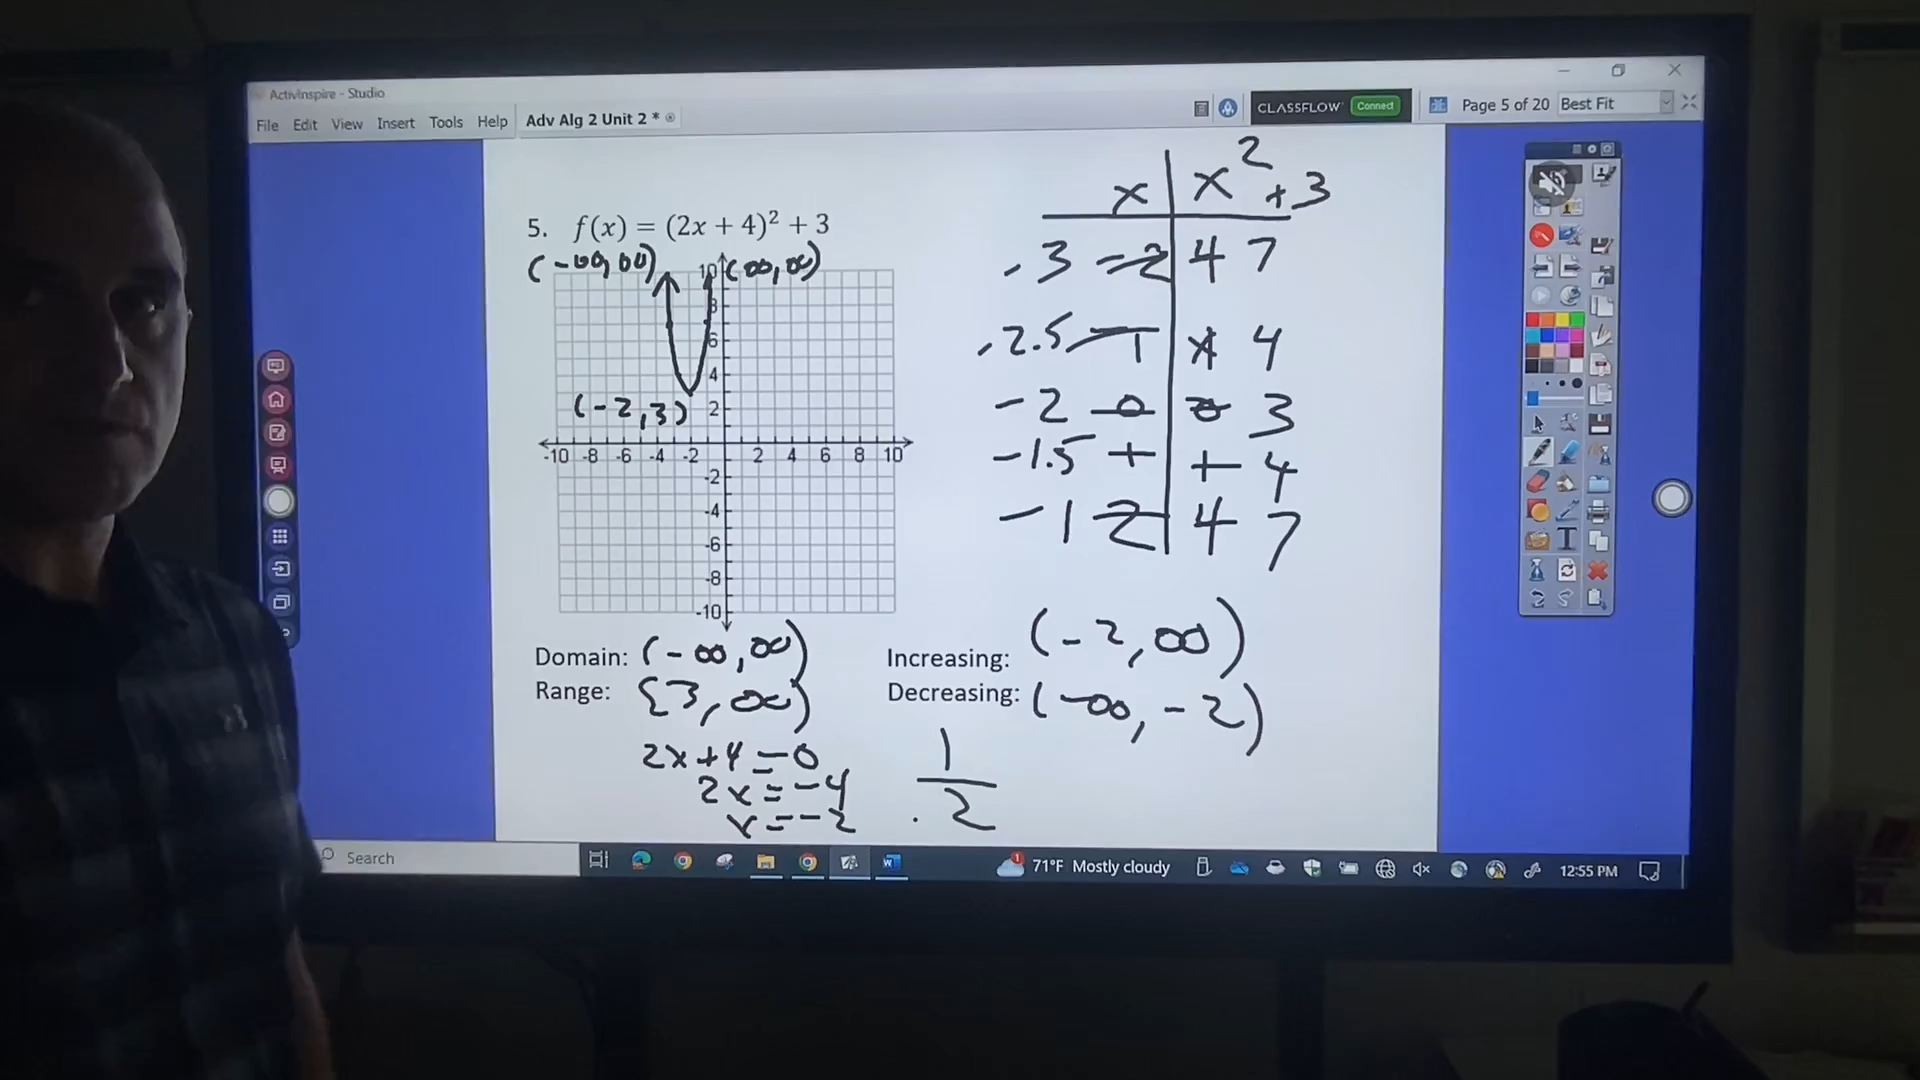 ActivInspire - Studio
File Edit View Insert Tools Help
Adv Alg 2 Unit 2 *
CLASSFLOW Connect
Page 5 of 20 Best Fit
5. f(x) = (2x + 4)² + 3
(-∞, ∞) (∞, ∞)
10
8
6
4
(-2, 3) 2
-10 -8 -6 -4 -2 2 4 6 8 10
-2
-4
-6
-8
-10
x x² + 3
-3 -2 4 7
-2.5 -1 1 4
-2 0 0 3
-1.5 1 1 4
-1 2 4 7
Domain: (-∞, ∞)
Range: {3, ∞)
Increasing: (-2, ∞)
Decreasing: (-∞, -2)
2x+4=0
2x=-4
x=-2
1
2
Search
1 71°F Mostly cloudy
12:55 PM